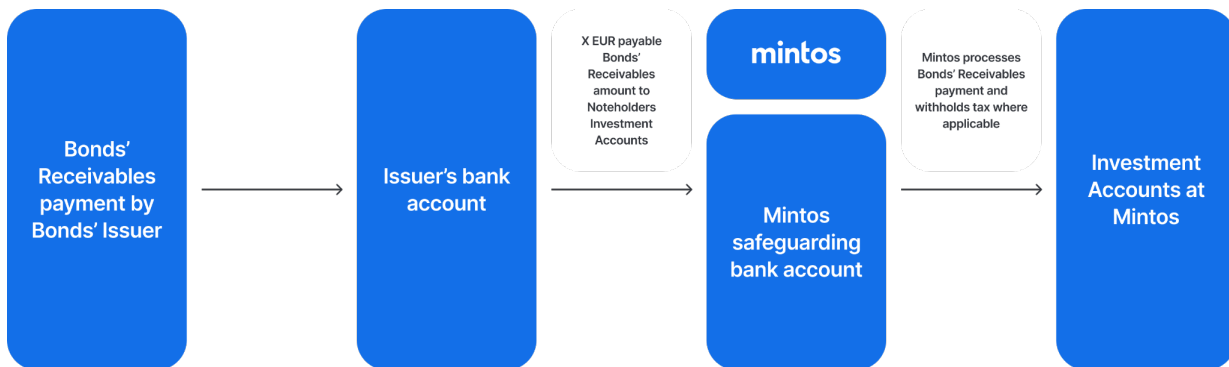 Bonds’
Receivables
payment by
Bonds’ Issuer
Issuer’s bank
account
X EUR payable
Bonds’
Receivables
amount to
Noteholders
Investment
Accounts
mintos
Mintos
safeguarding
bank account
Mintos processes
Bonds’ Receivables
payment and
withholds tax where
applicable
Investment
Accounts at
Mintos